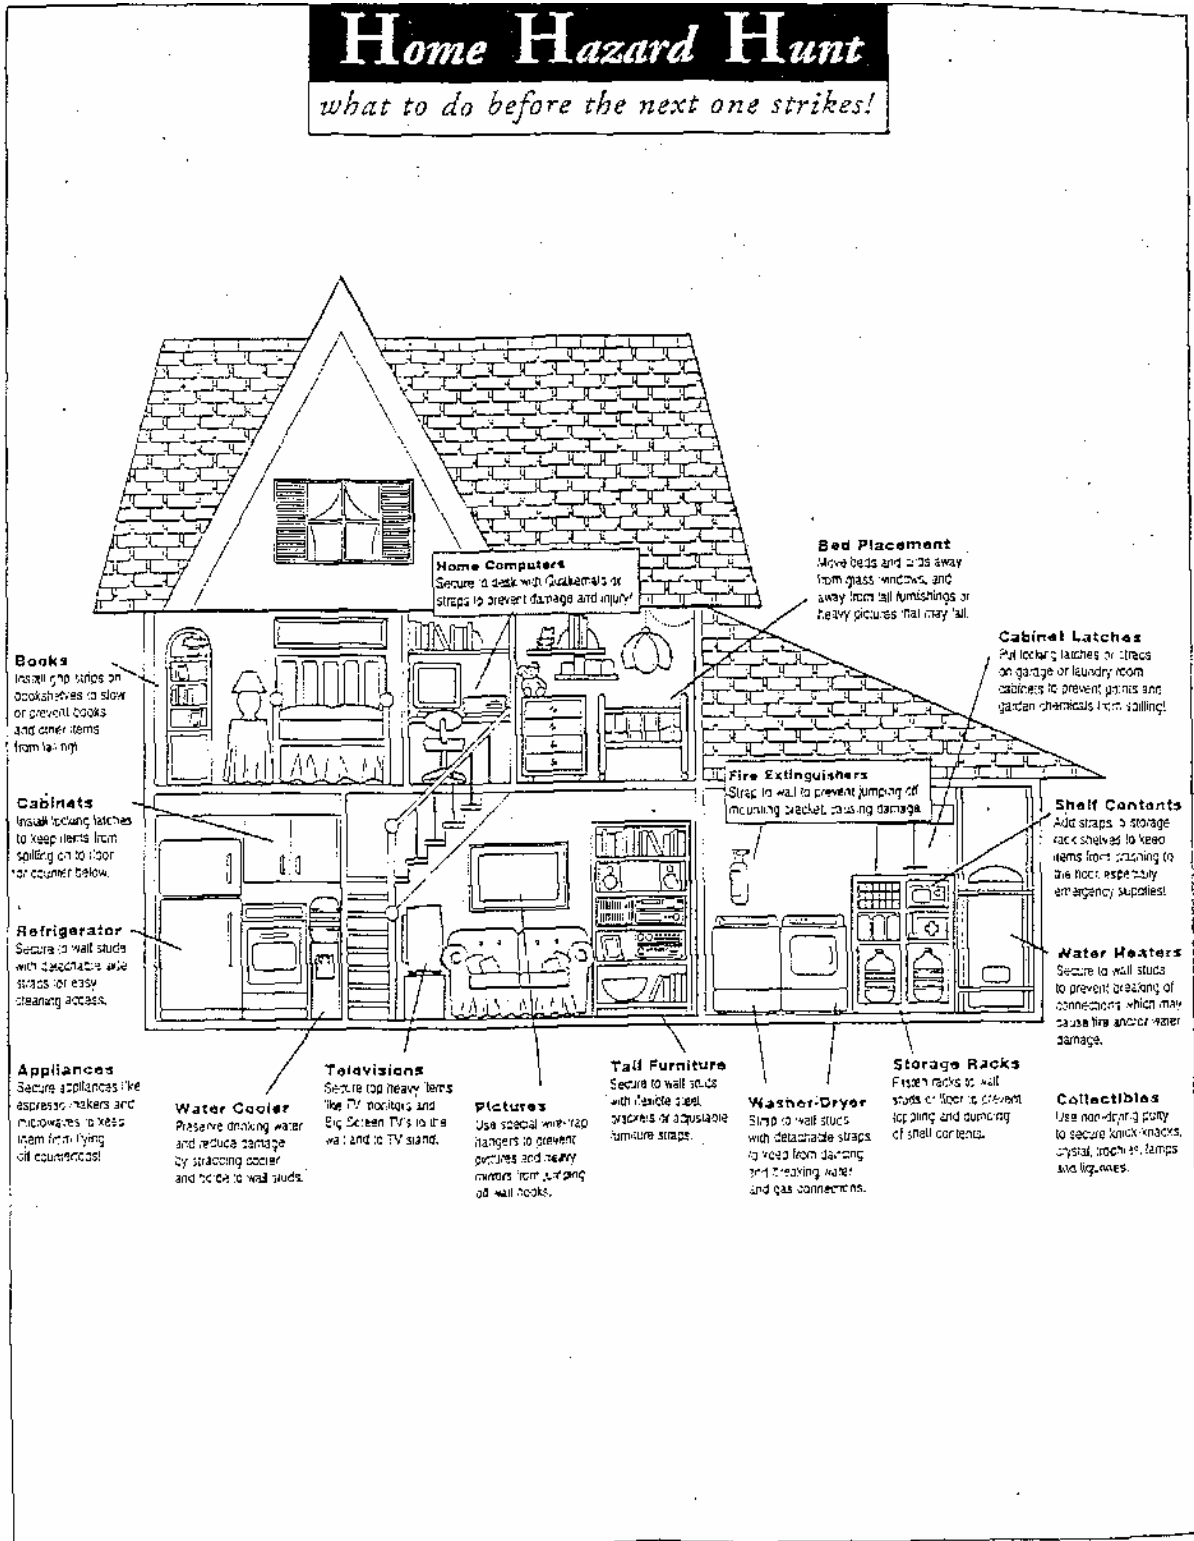 Home Hazard Hunt
what to do before the next one strikes!
Home Computers
Secure to desk with Quakemats or
straps to prevent damage and injury!
Bed Placement
Move beds and cribs away
from glass windows, and
away from tall furnishings or
heavy pictures that may fall.
Cabinet Latches
Put locking latches or straps
on garage or laundry room
cabinets to prevent paints and
garden chemicals from spilling!
Books
Install grip strips on
bookshelves to slow
or prevent books
and other items
from falling!
Fire Extinguishers
Strap to wall to prevent jumping off
mounting bracket, causing damage.
Cabinets
Install locking latches
to keep items from
spilling on to floor
or counter below.
Shelf Contents
Add straps to storage
rack shelves to keep
items from crashing to
the floor, especially
emergency supplies!
Refrigerator
Secure to wall studs
with detachable side
straps for easy
cleaning access.
Water Heaters
Secure to wall studs
to prevent breaking of
connections which may
cause fire and/or water
damage.
Appliances
Secure appliances like
espresso makers and
microwaves to keep
them from flying
off countertops!
Water Cooler
Preserve drinking water
and reduce damage
by strapping cooler
and bottle to wall studs.
Televisions
Secure top heavy items
like TV monitors and
Big Screen TV's to the
wall and to TV stand.
Pictures
Use special wire-trap
hangers to prevent
pictures and heavy
mirrors from jumping
off wall hooks.
Tall Furniture
Secure to wall studs
with flexible steel
brackets or adjustable
furniture straps.
Washer-Dryer
Strap to wall studs
with detachable straps
to keep from dancing
and breaking water
and gas connections.
Storage Racks
Fasten racks to wall
studs or floor to prevent
toppling and dumping
of shelf contents.
Collectibles
Use non-drying putty
to secure knick-knacks,
crystal, trophies, lamps
and figurines.